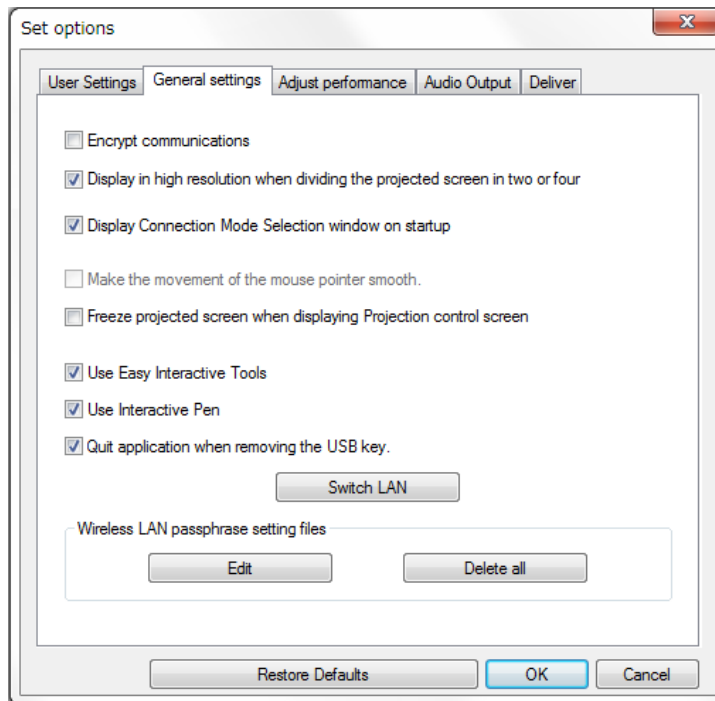 Set options
User Settings General settings Adjust performance Audio Output Deliver
Encrypt communications
Display in high resolution when dividing the projected screen in two or four
Display Connection Mode Selection window on startup
Make the movement of the mouse pointer smooth.
Freeze projected screen when displaying Projection control screen
Use Easy Interactive Tools
Use Interactive Pen
Quit application when removing the USB key.
Switch LAN
Wireless LAN passphrase setting files
Edit Delete all
Restore Defaults OK Cancel